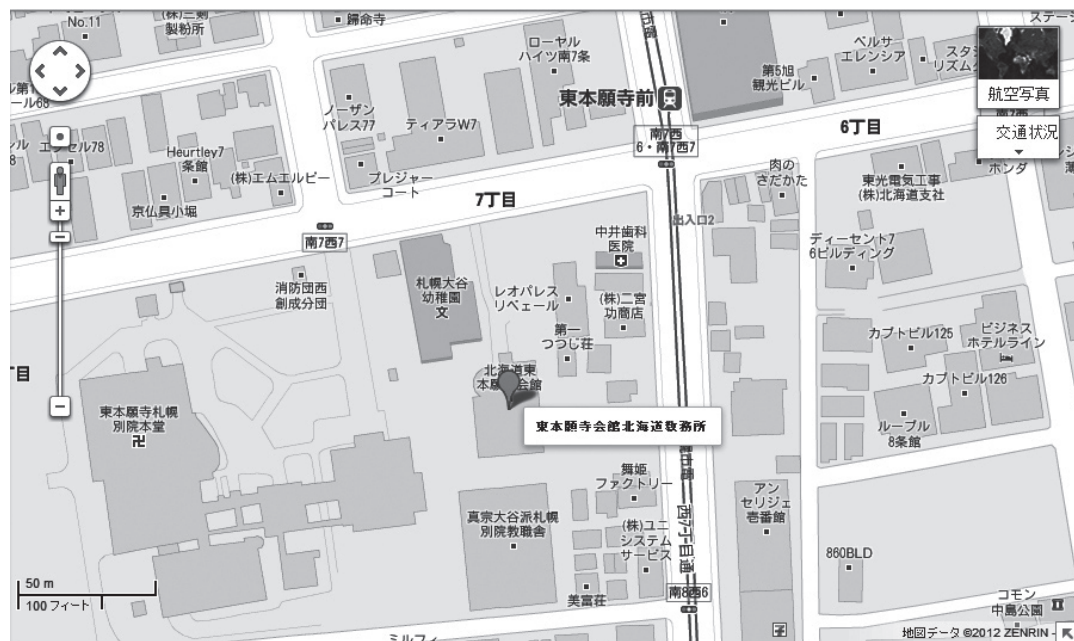 No.11
(株)三剣
製粉所
歸命寺
ローヤル
ハイツ南7条
ベルサ
エレンシア
スタジ
リズムク
ステージ
航空写真
交通状況
第5旭
観光ビル
東本願寺前
南7西
6・南7西7
6丁目
ノーザン
パレス77
ティアラW7
エクセル78
Heurtley7
条館
(株)エムエルビー
プレジャー
コート
京仏具小堀
7丁目
肉の
さだかた
東光電気工事
(株)北海道支社
ホンダ
出入口2
南7西7
消防団西
創成分団
札幌大谷
幼稚園
文
中井歯科
医院
レオパレス
リベェール
(株)二宮
功商店
第一
つつじ荘
ディーセント7
6ビルディング
カブトビル125
ビジネス
ホテルライン
カブトビル126
ルーブル
8条館
北海道東
本願 会館
東本願寺会館北海道教務所
東本願寺札幌
別院本堂
卍
丁目
舞姫
ファクトリー
真宗大谷派札幌
別院教職舎
(株)ユニ
システム
サービス
西7丁目通
アン
セリジェ
壱番館
860BLD
美富荘
南8西6
コモン
中島公園
ミルフィ
50 m
100 フィート
地図データ ©2012 ZENRIN -